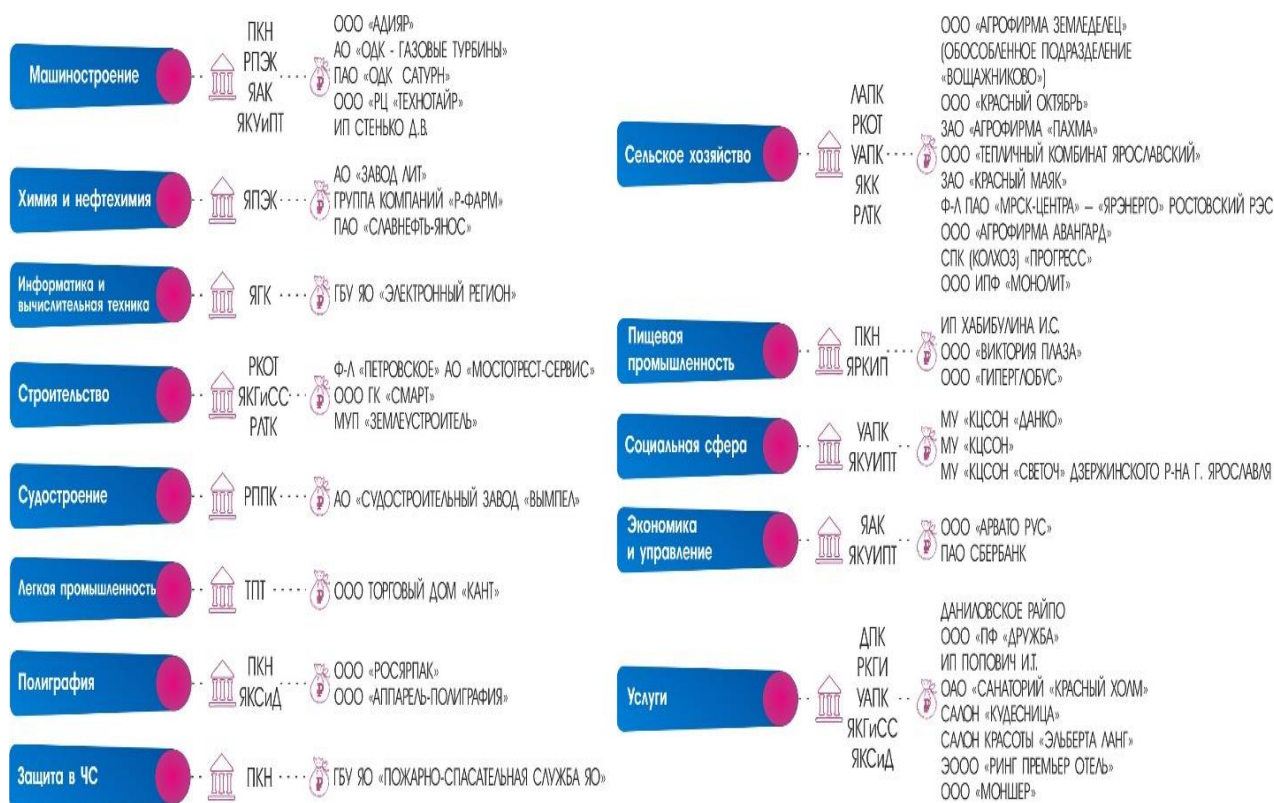 Машиностроение
ПКН
РПЭК
ЯАК
ЯКУиПТ
ООО «АДИЯР»
АО «ОДК - ГАЗОВЫЕ ТУРБИНЫ»
ПАО «ОДК САТУРН»
ООО «РЦ «ТЕХНОТАЙР»
ИП СТЕНЬКО Д.В.
Химия и нефтехимия
ЯПЭК
АО «ЗАВОД ЛИТ»
ГРУППА КОМПАНИЙ «Р-ФАРМ»
ПАО «СЛАВНЕФТЬ-ЯНОС»
Информатика и
вычислительная техника
ЯГК
ГБУ ЯО «ЭЛЕКТРОННЫЙ РЕГИОН»
Строительство
РКОТ
ЯКГиСС
РЛТК
Ф-Л «ПЕТРОВСКОЕ» АО «МОСТОТРЕСТ-СЕРВИС»
ООО ГК «СМАРТ»
МУП «ЗЕМЛЕУСТРОИТЕЛЬ»
Судостроение
РППК
АО «СУДОСТРОИТЕЛЬНЫЙ ЗАВОД «ВЫМПЕЛ»
Легкая промышленность
ТПТ
ООО ТОРГОВЫЙ ДОМ «КАНТ»
Полиграфия
ПКН
ЯКСиД
ООО «РОСЯРПАК»
ООО «АППАРЕЛЬ-ПОЛИГРАФИЯ»
Защита в ЧС
ПКН
ГБУ ЯО «ПОЖАРНО-СПАСАТЕЛЬНАЯ СЛУЖБА ЯО»
Сельское хозяйство
ЛАПК
РКОТ
УАПК
ЯКК
РЛТК
ООО «АГРОФИРМА ЗЕМЛЕДЕЛЕЦ»
(ОБОСОБЛЕННОЕ ПОДРАЗДЕЛЕНИЕ
«ВОЩАЖНИКОВО»)
ООО «КРАСНЫЙ ОКТЯБРЬ»
ЗАО «АГРОФИРМА «ПАХМА»
ООО «ТЕПЛИЧНЫЙ КОМБИНАТ ЯРОСЛАВСКИЙ»
ЗАО «КРАСНЫЙ МАЯК»
Ф-Л ПАО «МРСК-ЦЕНТРА» – «ЯРЭНЕРГО» РОСТОВСКИЙ РЭС
ООО «АГРОФИРМА АВАНГАРД»
СПК (КОЛХОЗ) «ПРОГРЕСС»
ООО ИПФ «МОНОЛИТ»
Пищевая
промышленность
ПКН
ЯРКИП
ИП ХАБИБУЛИНА И.С.
ООО «ВИКТОРИЯ ПЛАЗА»
ООО «ГИПЕРГЛОБУС»
Социальная сфера
УАПК
ЯКУИПТ
МУ «КЦСОН «ДАНКО»
МУ «КЦСОН»
МУ «КЦСОН «СВЕТОЧ» ДЗЕРЖИНСКОГО Р-НА Г. ЯРОСЛАВЛЯ
Экономика
и управление
ЯАК
ЯКУИПТ
ООО «АРВАТО РУС»
ПАО СБЕРБАНК
Услуги
ДПК
РКГИ
УАПК
ЯКГиСС
ЯКСиД
ДАНИЛОВСКОЕ РАЙПО
ООО «ПФ «ДРУЖБА»
ИП ПОПОВИЧ И.Т.
ОАО «САНАТОРИЙ «КРАСНЫЙ ХОЛМ»
САЛОН «КУДЕСНИЦА»
САЛОН КРАСОТЫ «ЭЛЬБЕРТА ЛАНГ»
ЭООО «РИНГ ПРЕМЬЕР ОТЕЛЬ»
ООО «МОНШЕР»